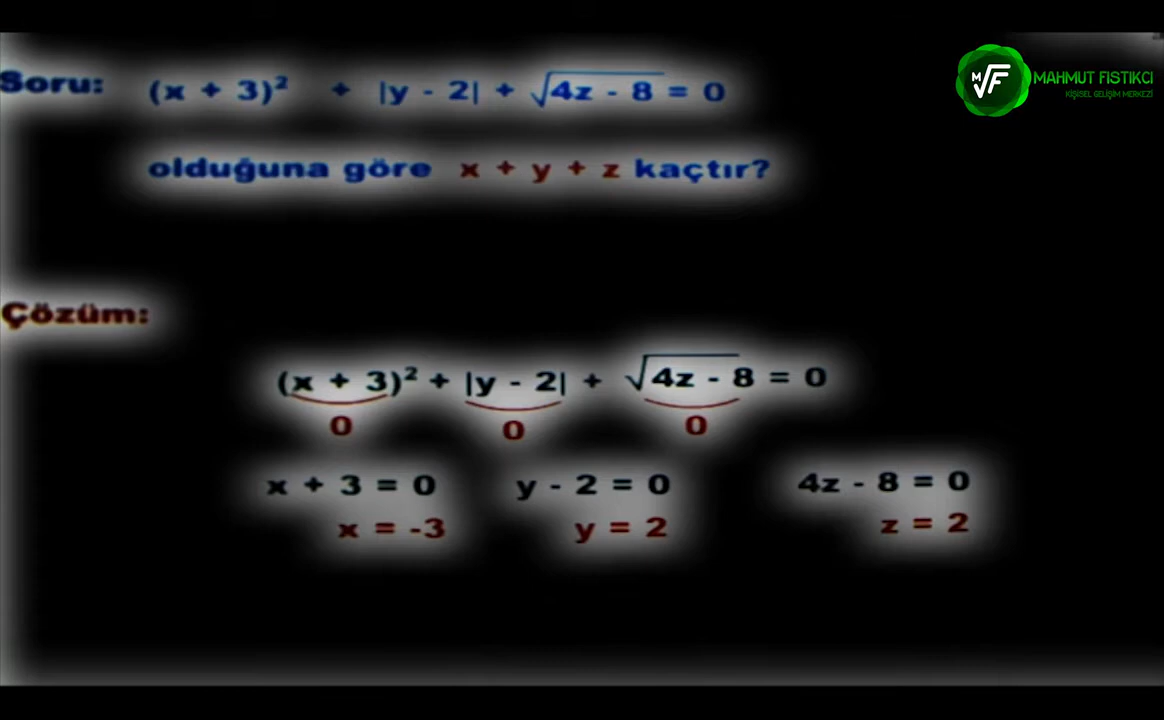 Soru: (x + 3)² + |y - 2| + √4z - 8 = 0
olduğuna göre x + y + z kaçtır?
MAHMUT FISTIKCI
KİŞİSEL GELİŞİM MERKEZİ
Çözüm:
(x + 3)² + |y - 2| + √4z - 8 = 0
0 0 0
x + 3 = 0 y - 2 = 0 4z - 8 = 0
x = -3 y = 2 z = 2